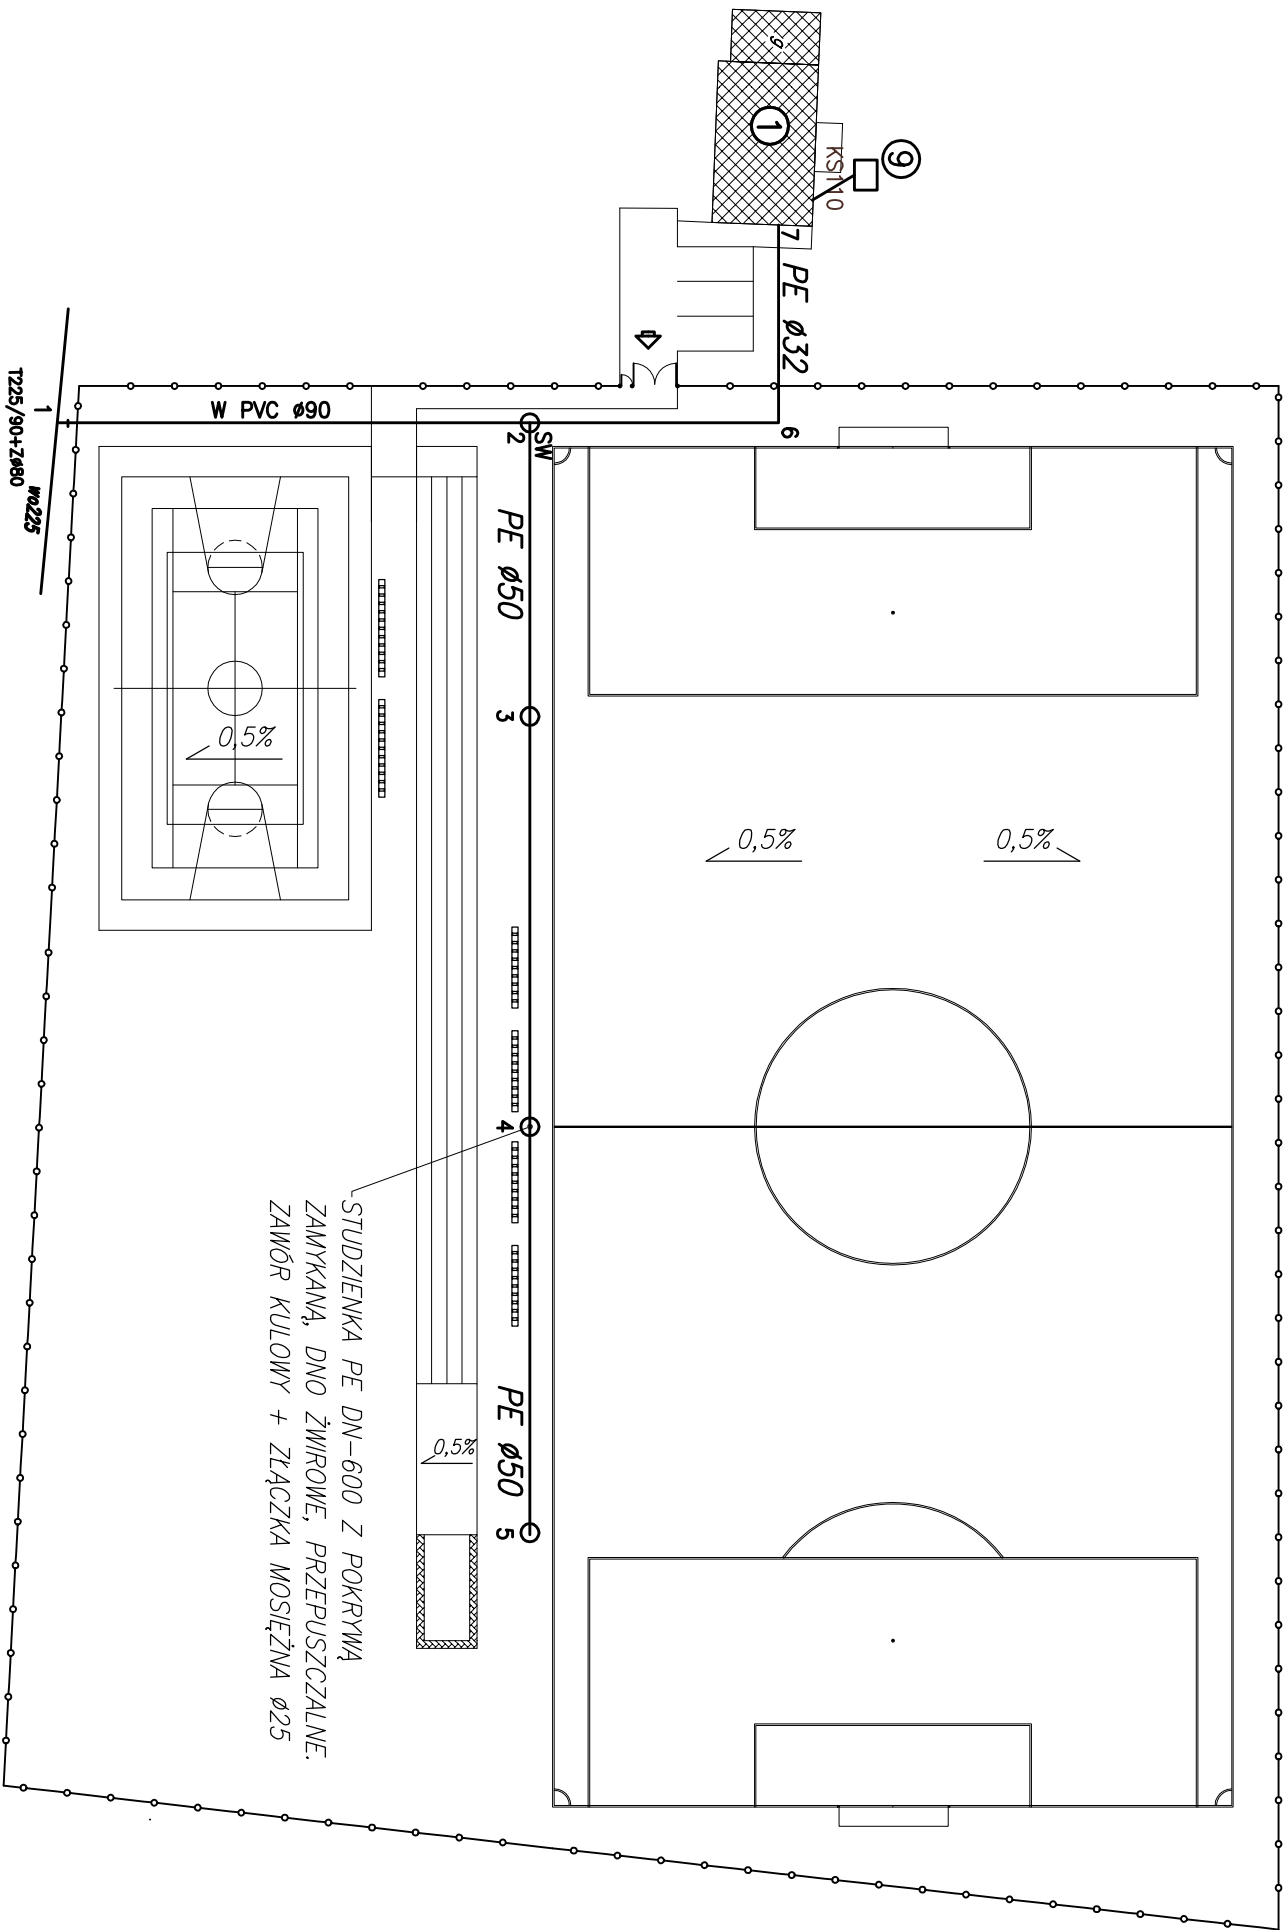 g
1
9
KS110
7
PE ø32
6
W PVC ø90
SW
2
1
T225/90+Zø80
wo225
PE ø50
3
0,5%
0,5%
0,5%
4
STUDZIENKA PE DN-600 Z POKRYWĄ
ZAMYKANĄ, DNO ŻWIROWE, PRZEPUSZCZALNE.
ZAWÓR KULOWY + ZŁĄCZKA MOSIĘŻNA ø25
PE ø50
0,5%
5